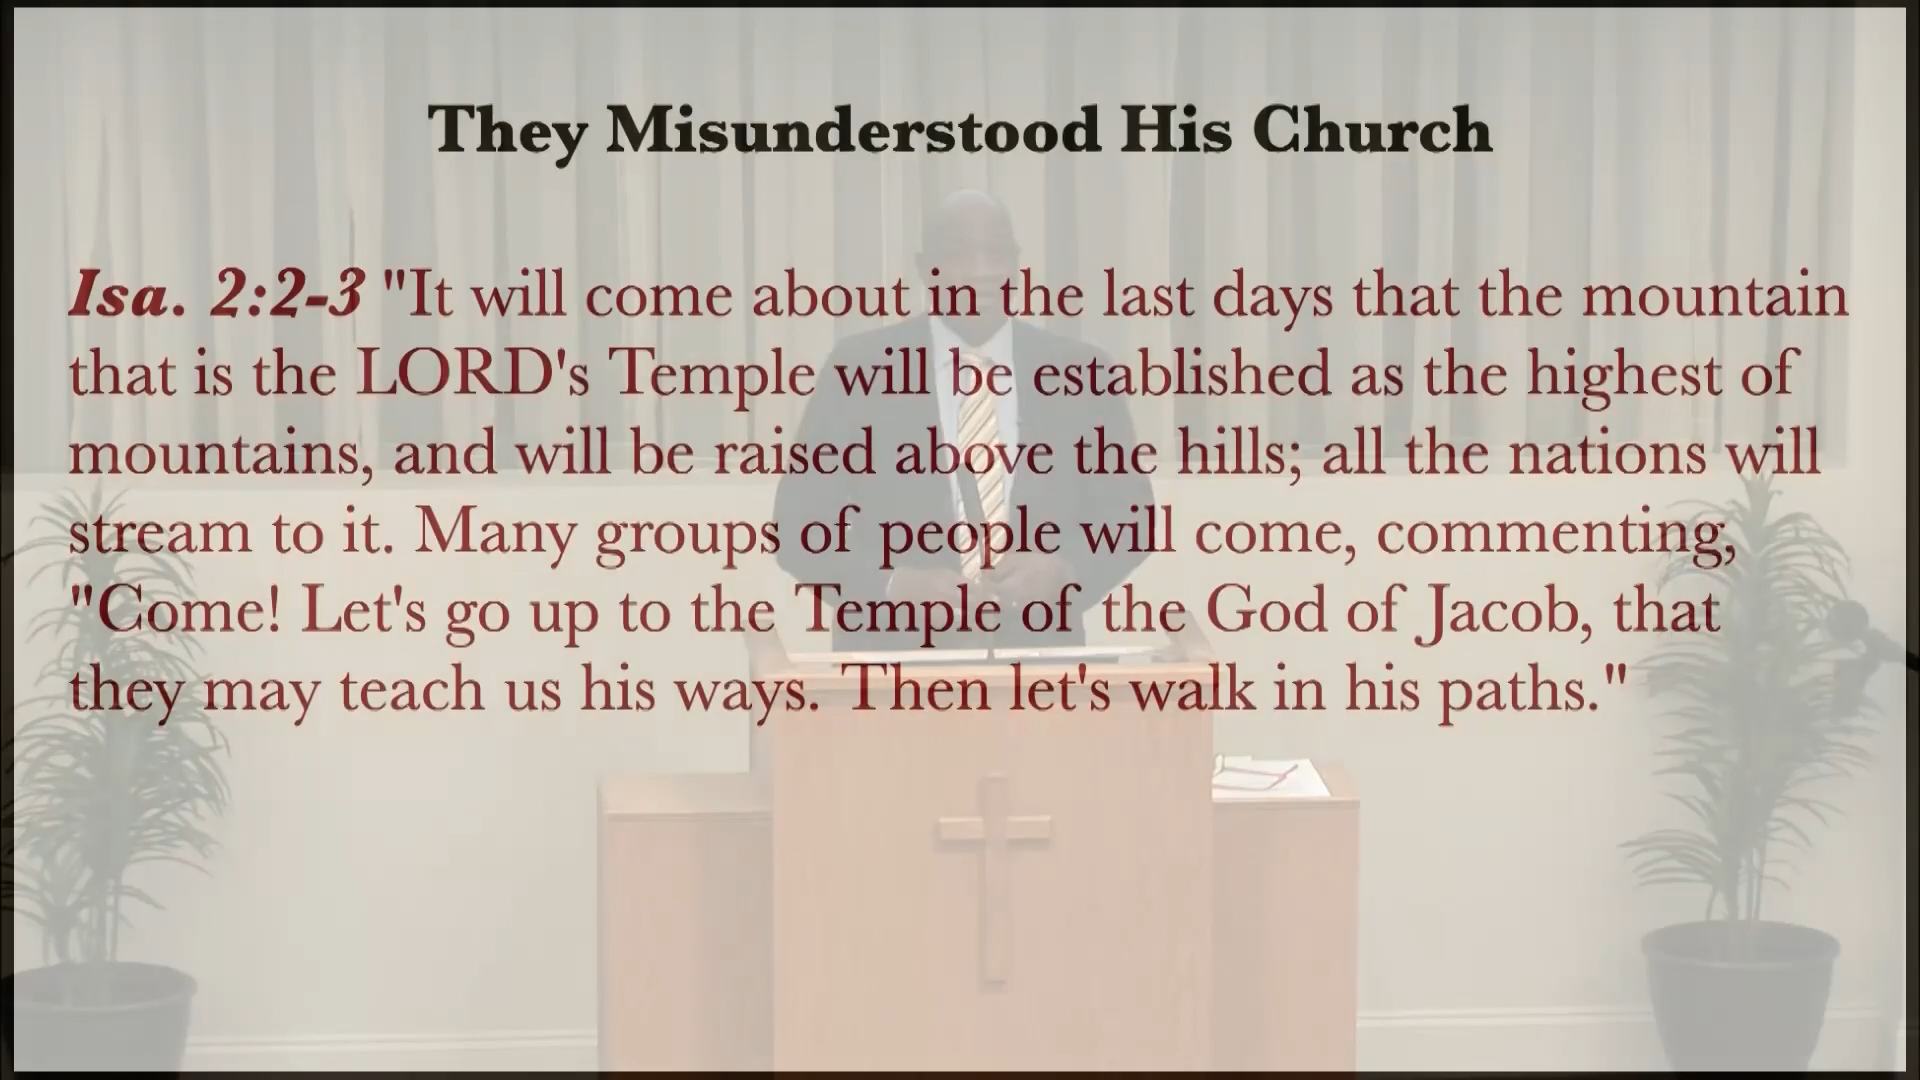 They Misunderstood His Church
Isa. 2:2-3 "It will come about in the last days that the mountain
that is the LORD's Temple will be established as the highest of
mountains, and will be raised above the hills; all the nations will
stream to it. Many groups of people will come, commenting,
"Come! Let's go up to the Temple of the God of Jacob, that
they may teach us his ways. Then let's walk in his paths."